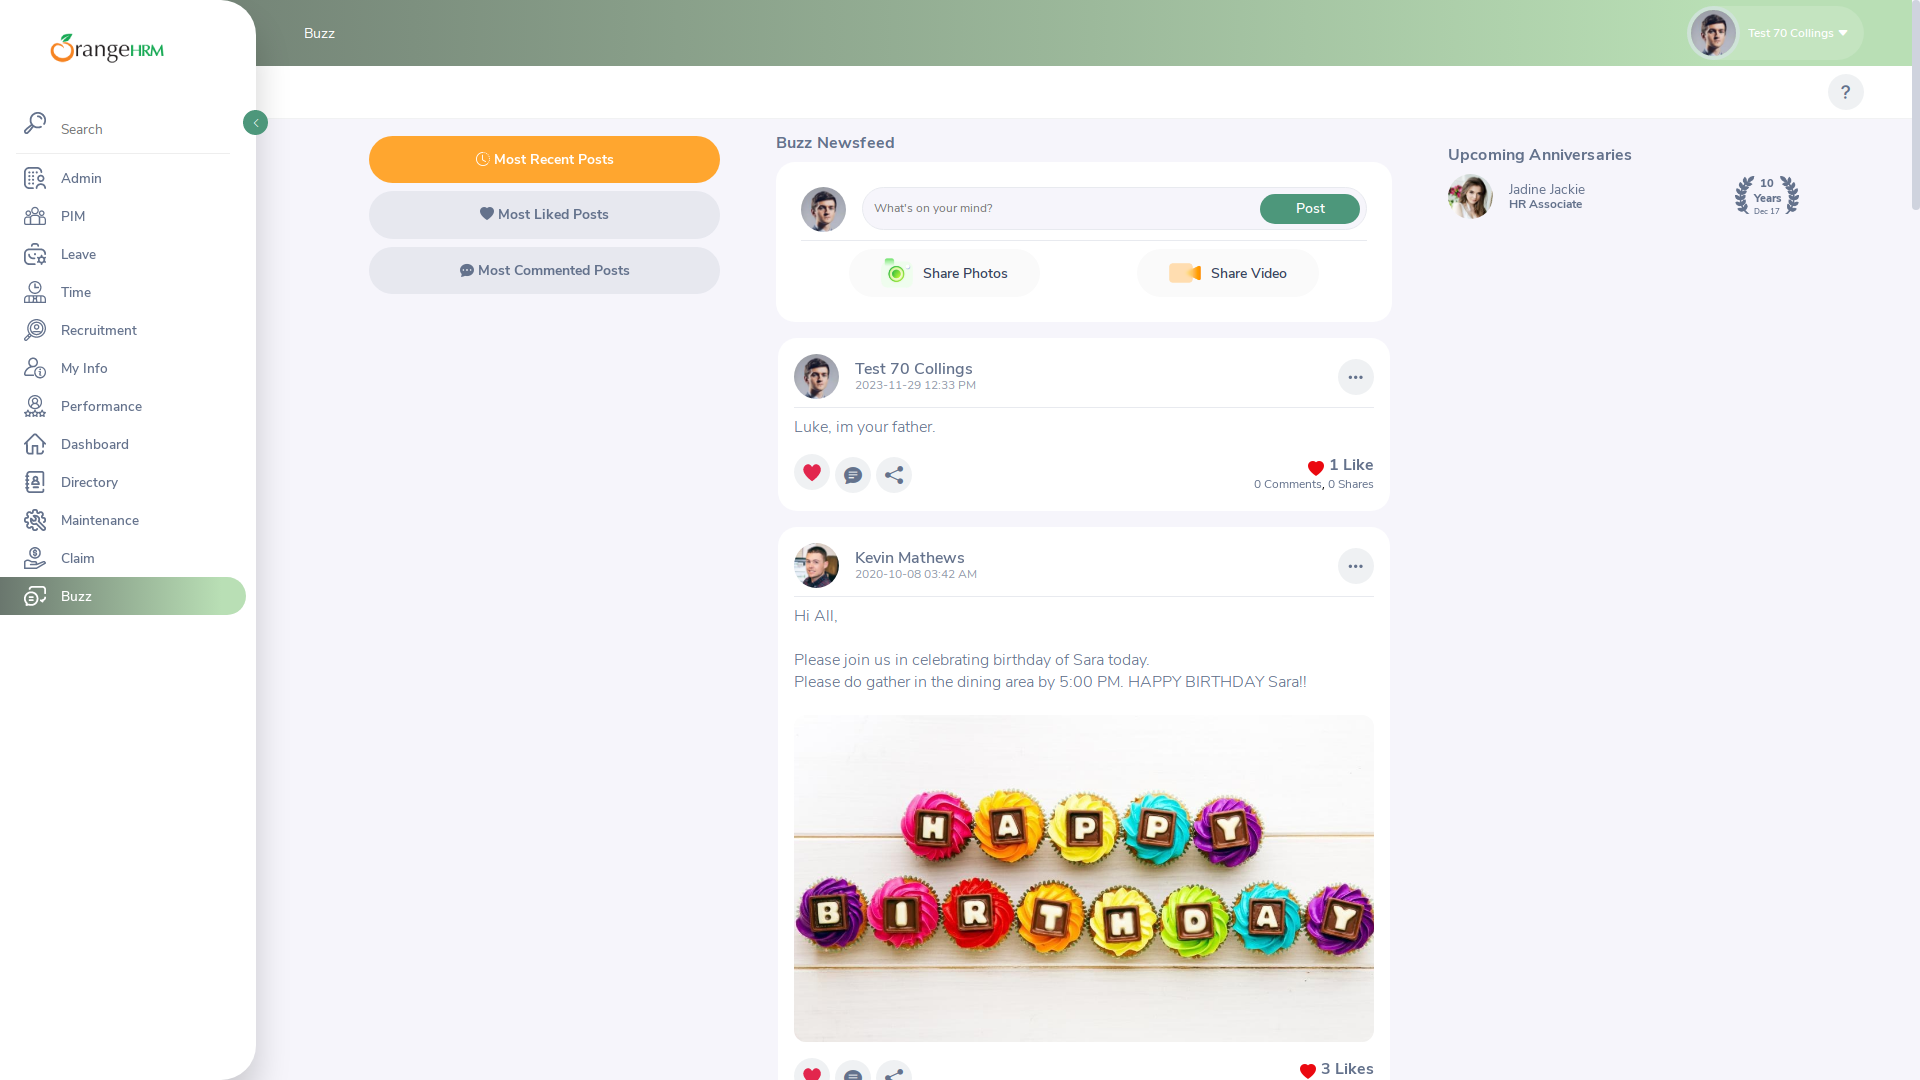 OrangeHRM
Search
Admin
PIM
Leave
Time
Recruitment
My Info
Performance
Dashboard
Directory
Maintenance
Claim
Buzz
Buzz
Test 70 Collings
?
Most Recent Posts
Most Liked Posts
Most Commented Posts
Buzz Newsfeed
What's on your mind?
Post
Share Photos
Share Video
Test 70 Collings
2023-11-29 12:33 PM
Luke, im your father.
1 Like
0 Comments, 0 Shares
Kevin Mathews
2020-10-08 03:42 AM
Hi All,
Please join us in celebrating birthday of Sara today.
Please do gather in the dining area by 5:00 PM. HAPPY BIRTHDAY Sara!!
HAPPY
BIRTHDAY
3 Likes
Upcoming Anniversaries
Jadine Jackie
HR Associate
10
Years
Dec 17